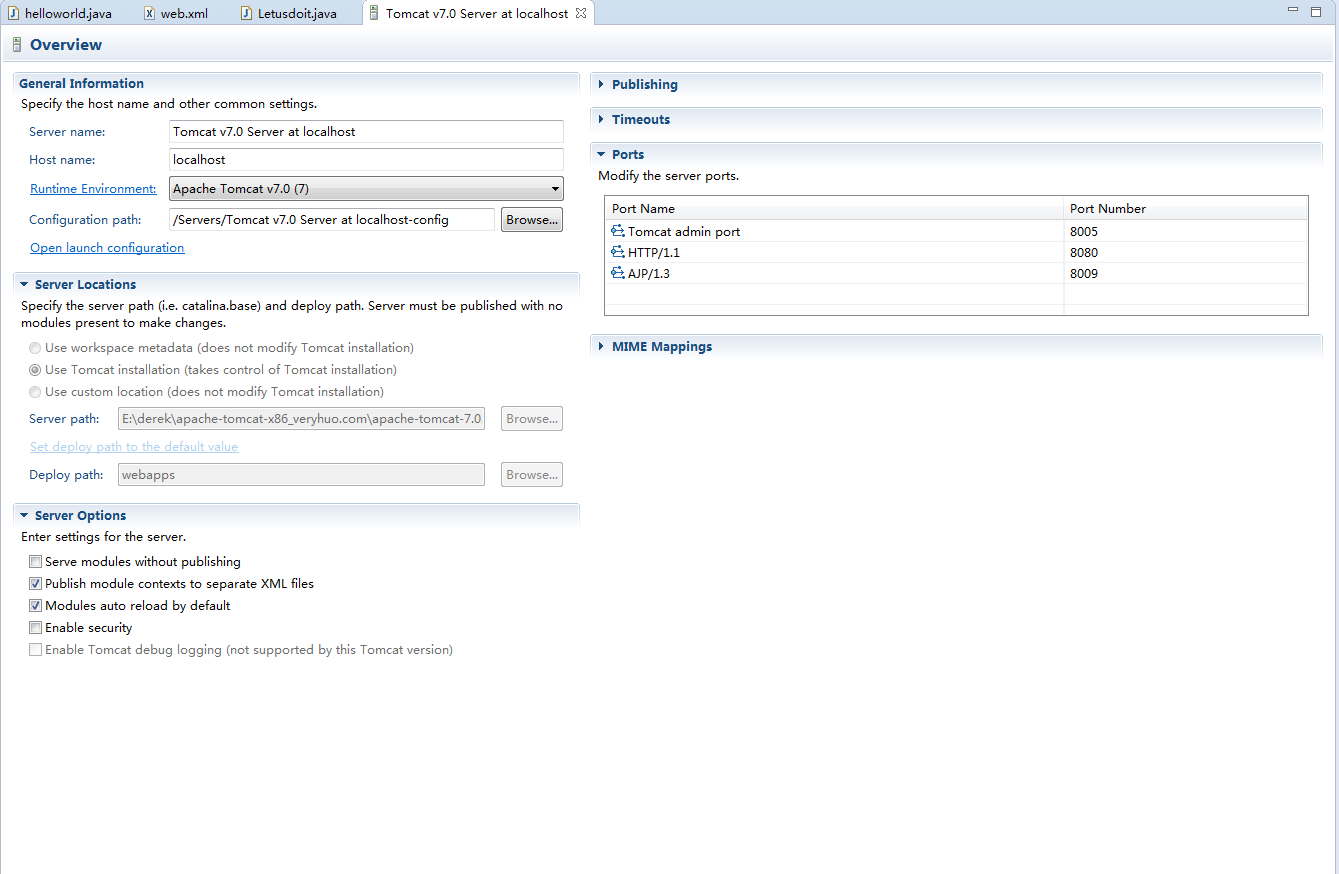 helloworld.java web.xml Letusdoit.java Tomcat v7.0 Server at localhost
Overview
General Information
Specify the host name and other common settings.
Server name: Tomcat v7.0 Server at localhost
Host name: localhost
Runtime Environment: Apache Tomcat v7.0 (7)
Configuration path: /Servers/Tomcat v7.0 Server at localhost-config Browse...
Open launch configuration
Server Locations
Specify the server path (i.e. catalina.base) and deploy path. Server must be published with no
modules present to make changes.
Use workspace metadata (does not modify Tomcat installation)
Use Tomcat installation (takes control of Tomcat installation)
Use custom location (does not modify Tomcat installation)
Server path: E:\derek\apache-tomcat-x86_veryhuo.com\apache-tomcat-7.0 Browse...
Set deploy path to the default value
Deploy path: webapps Browse...
Server Options
Enter settings for the server.
Serve modules without publishing
Publish module contexts to separate XML files
Modules auto reload by default
Enable security
Enable Tomcat debug logging (not supported by this Tomcat version)
Publishing
Timeouts
Ports
Modify the server ports.
Port Name Port Number
Tomcat admin port 8005
HTTP/1.1 8080
AJP/1.3 8009
MIME Mappings